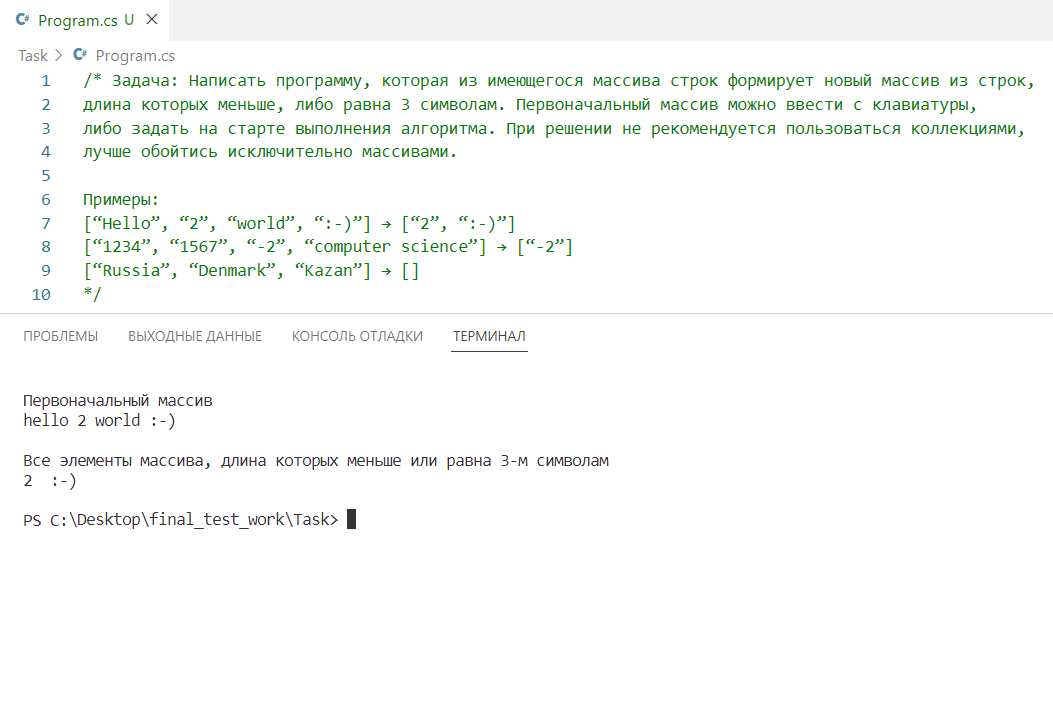 C# Program.cs U ×
Task > C# Program.cs
1 /* Задача: Написать программу, которая из имеющегося массива строк формирует новый массив из строк,
2 длина которых меньше, либо равна 3 символам. Первоначальный массив можно ввести с клавиатуры,
3 либо задать на старте выполнения алгоритма. При решении не рекомендуется пользоваться коллекциями,
4 лучше обойтись исключительно массивами.
5
6 Примеры:
7 [“Hello”, “2”, “world”, “:-)”] → [“2”, “:-)”]
8 [“1234”, “1567”, “-2”, “computer science”] → [“-2”]
9 [“Russia”, “Denmark”, “Kazan”] → []
10 */
ПРОБЛЕМЫ ВЫХОДНЫЕ ДАННЫЕ КОНСОЛЬ ОТЛАДКИ ТЕРМИНАЛ
Первоначальный массив
hello 2 world :-)
Все элементы массива, длина которых меньше или равна 3-м символам
2  :-)
PS C:\Desktop\final_test_work\Task>